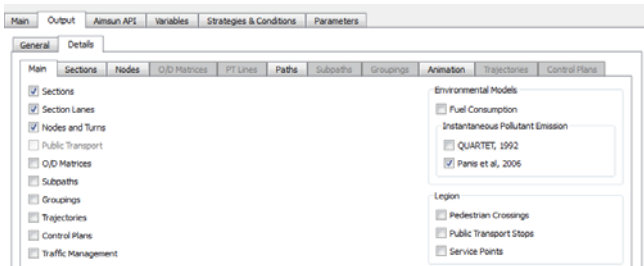 Main Output Aimsun API Variables Strategies & Conditions Parameters
General Details
Main Sections Nodes O/D Matrices PT Lines Paths Subpaths Groupings Animation Trajectories Control Plans
Sections
Section Lanes
Nodes and Turns
Public Transport
O/D Matrices
Subpaths
Groupings
Trajectories
Control Plans
Traffic Management
Environmental Models
Fuel Consumption
Instantaneous Pollutant Emission
QUARTET, 1992
Panis et al, 2006
Legion
Pedestrian Crossings
Public Transport Stops
Service Points